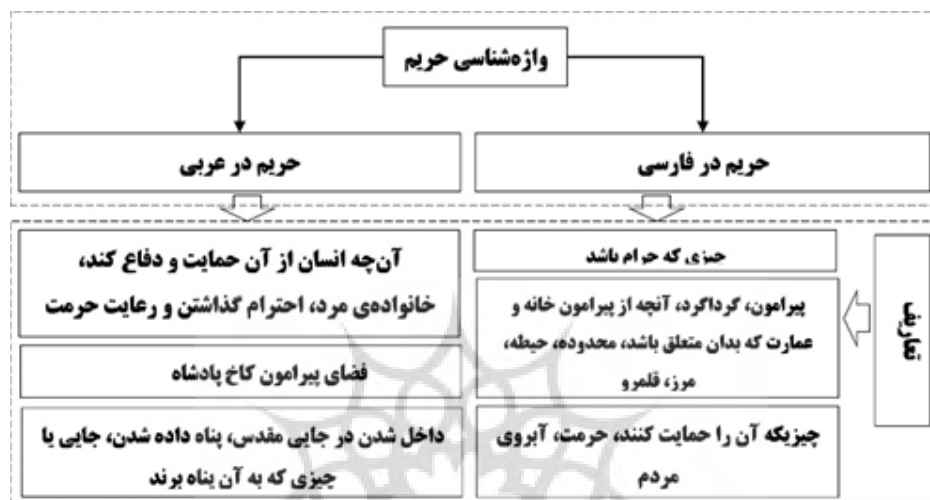 واژه‌شناسی حریم
حریم در فارسی
حریم در عربی
تعاریف
چیزی که حرام باشد
پیرامون، گرداگرد، آنچه از پیرامون خانه و
عمارت که بدان متعلق باشد، محدوده، حیطه،
مرز، قلمرو
چیزیکه آن را حمایت کنند، حرمت، آبروی
مردم
آن‌چه انسان از آن حمایت و دفاع کند،
خانواده‌ی مرد، احترام گذاشتن و رعایت حرمت
فضای پیرامون کاخ پادشاه
داخل شدن در جایی مقدس، پناه داده شدن، جایی یا
چیزی که به آن پناه برند